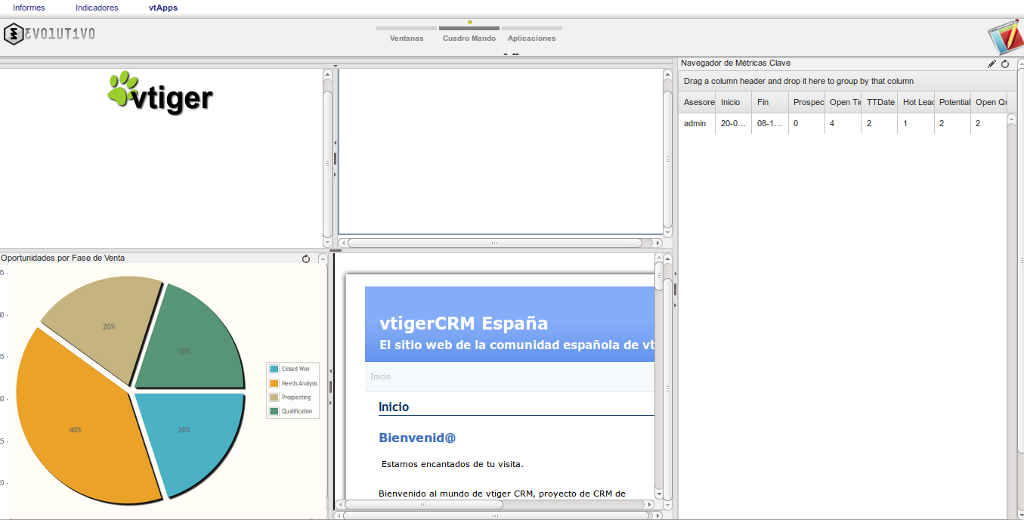 Informes Indicadores vtApps
3V0LUT1V0
Ventanas Cuadro Mando Aplicaciones
vtiger
Navegador de Métricas Clave
Drag a column header and drop it here to group by that column
Asesore Inicio Fin Prospec Open Tic TTDate Hot Lead Potential Open Qu
admin 20-0... 08-1... 0 4 2 1 2 2
Oportunidades por Fase de Venta
20%
20%
40%
20%
Closed Won
Needs Analysis
Prospecting
Qualification
vtigerCRM España
El sitio web de la comunidad española de vt
Inicio
Inicio
Bienvenid@
Estamos encantados de tu visita.
Bienvenido al mundo de vtiger CRM, proyecto de CRM de